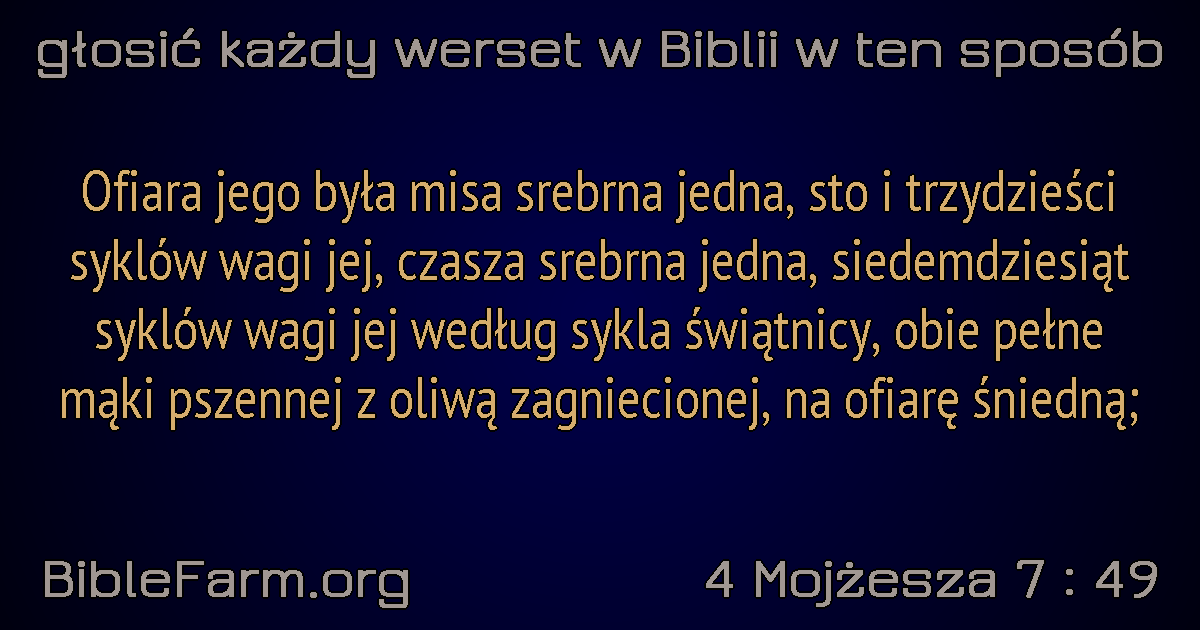 głosić każdy werset w Biblii w ten sposób
Ofiara jego była misa srebrna jedna, sto i trzydzieści
syklów wagi jej, czasza srebrna jedna, siedemdziesiąt
syklów wagi jej według sykla świątnicy, obie pełne
mąki pszennej z oliwą zagniecionej, na ofiarę śniedną;
BibleFarm.org
4 Mojżesza 7 : 49